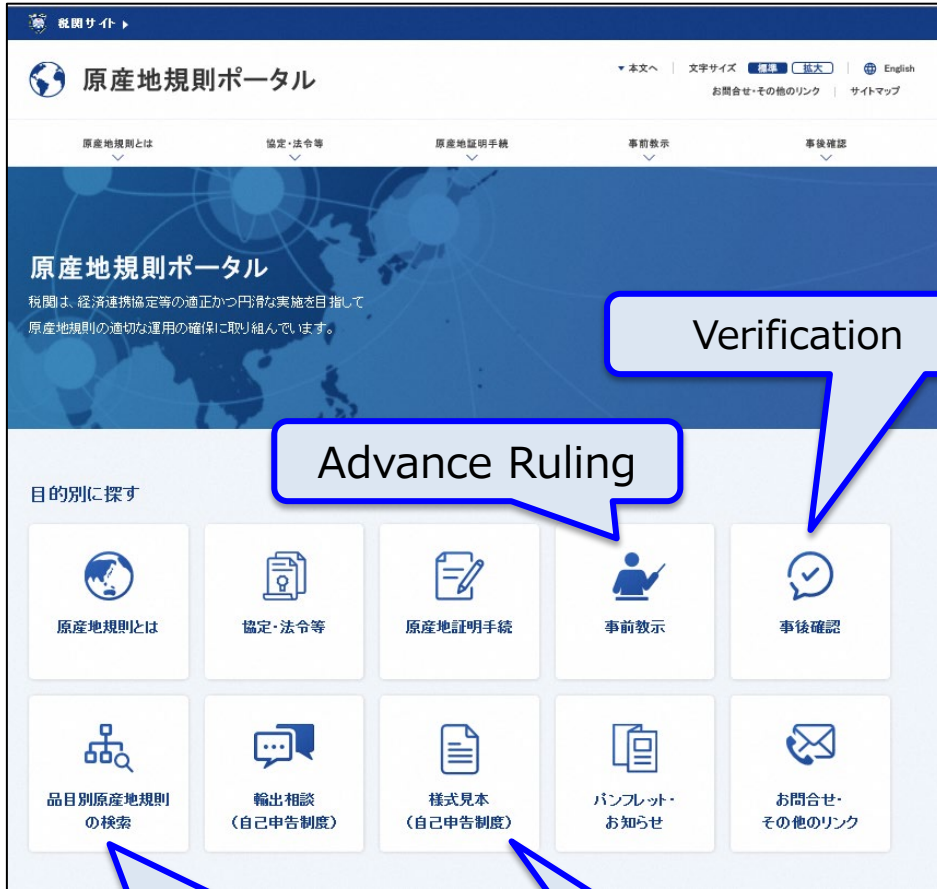 税関サイト
原産地規則ポータル
本文へ 文字サイズ 標準 拡大 English
お問合せ・その他のリンク サイトマップ
原産地規則とは 協定・法令等 原産地証明手続 事前教示 事後確認
原産地規則ポータル
税関は、経済連携協定等の適正かつ円滑な実施を目指して
原産地規則の適切な運用の確保に取り組んでいます。
Verification
Advance Ruling
目的別に探す
原産地規則とは 協定・法令等 原産地証明手続 事前教示 事後確認
品目別原産地規則 輸出相談 様式見本 パンフレット・ お問合せ・
の検索 (自己申告制度) (自己申告制度) お知らせ その他のリンク